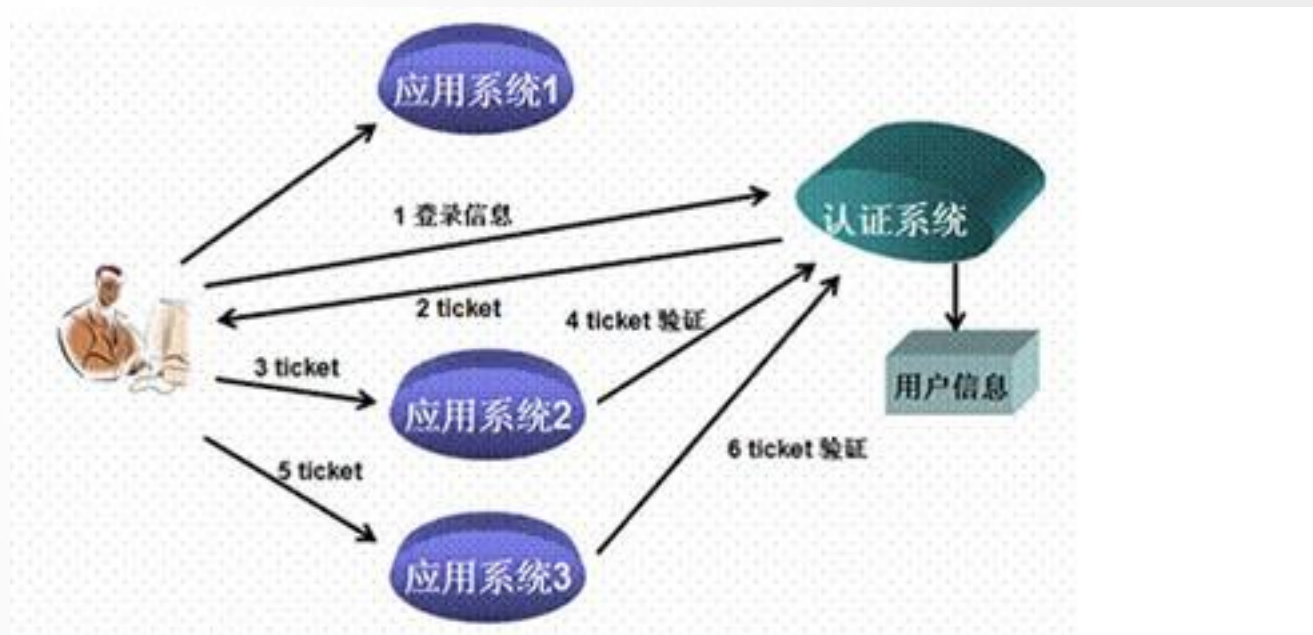 应用系统1
1 登录信息
认证系统
2 ticket
4 ticket 验证
3 ticket
应用系统2
用户信息
6 ticket 验证
5 ticket
应用系统3